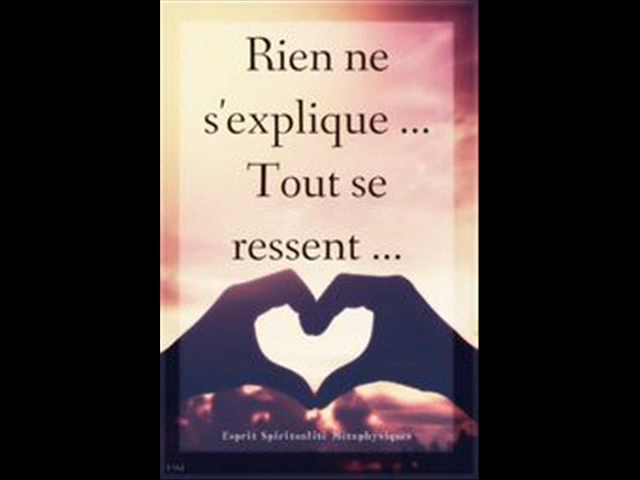 Rien ne
s'explique ...
Tout se
ressent ...
Esprit Spiritualité Métaphysiques